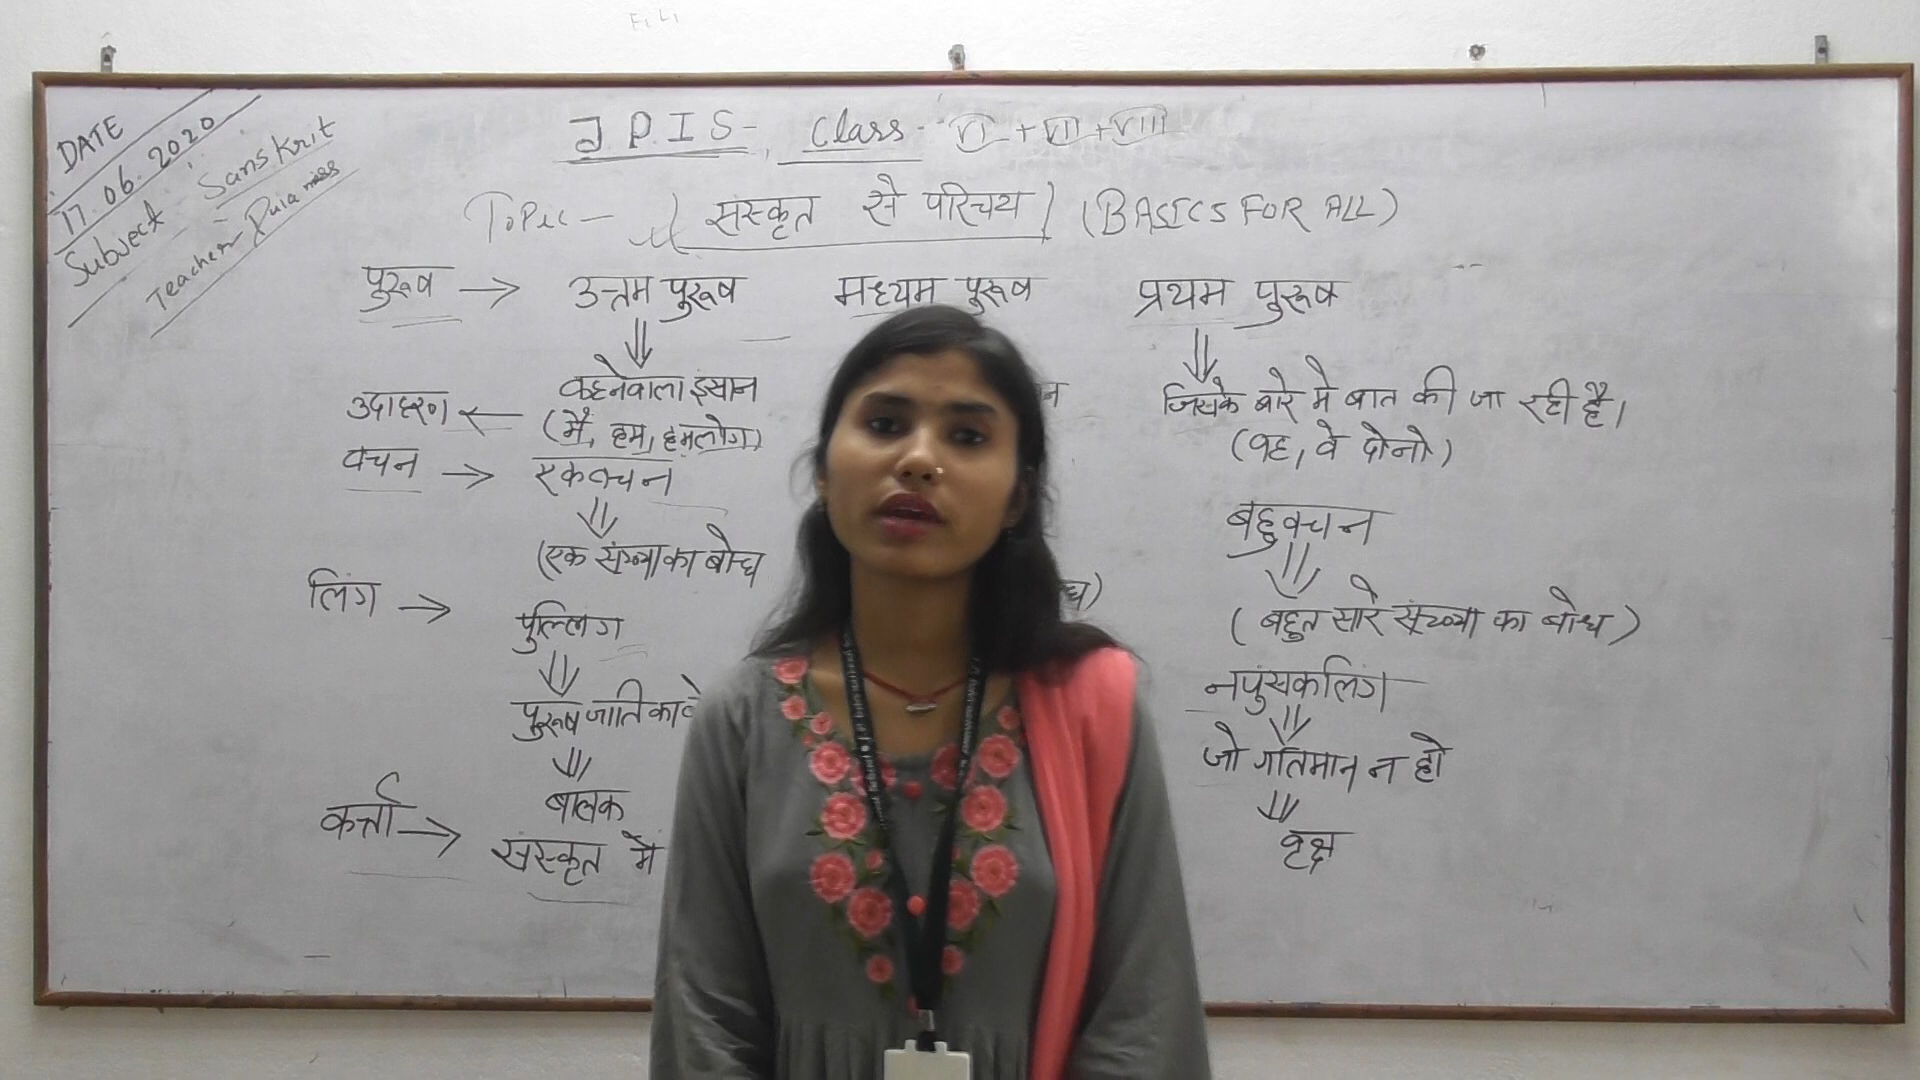 DATE
17.06.2020
Subject - Sanskrit
Teacher -
J.P.I.S-, Class - VI + VII + VIII
Topic - (संस्कृत से परिचय) (BASICS FOR ALL)
पुरूष → उत्तम पुरूष मध्यम पुरूष प्रथम पुरूष
कहनेवाला इंसान
जिसके बारे मे बात की जा रही है।
उदाहरण ← (मैं, हम, हमलोग)
(वह, वे दोनो)
वचन → एकवचन
बहुवचन
(एक संख्या का बोध
(बहुत सारे संख्या का बोध)
लिंग → पुल्लिंग
नपुंसकलिंग
पुरूष जाति का
जो गतिमान न हो
बालक
वृक्ष
कर्त्ता → संस्कृत में